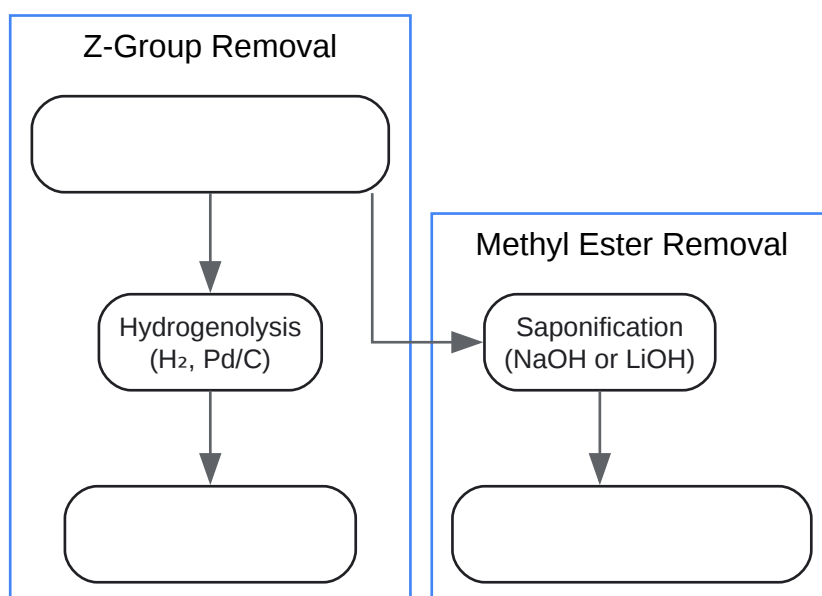 Z-Group Removal
Hydrogenolysis
(H₂, Pd/C)
Methyl Ester Removal
Saponification
(NaOH or LiOH)